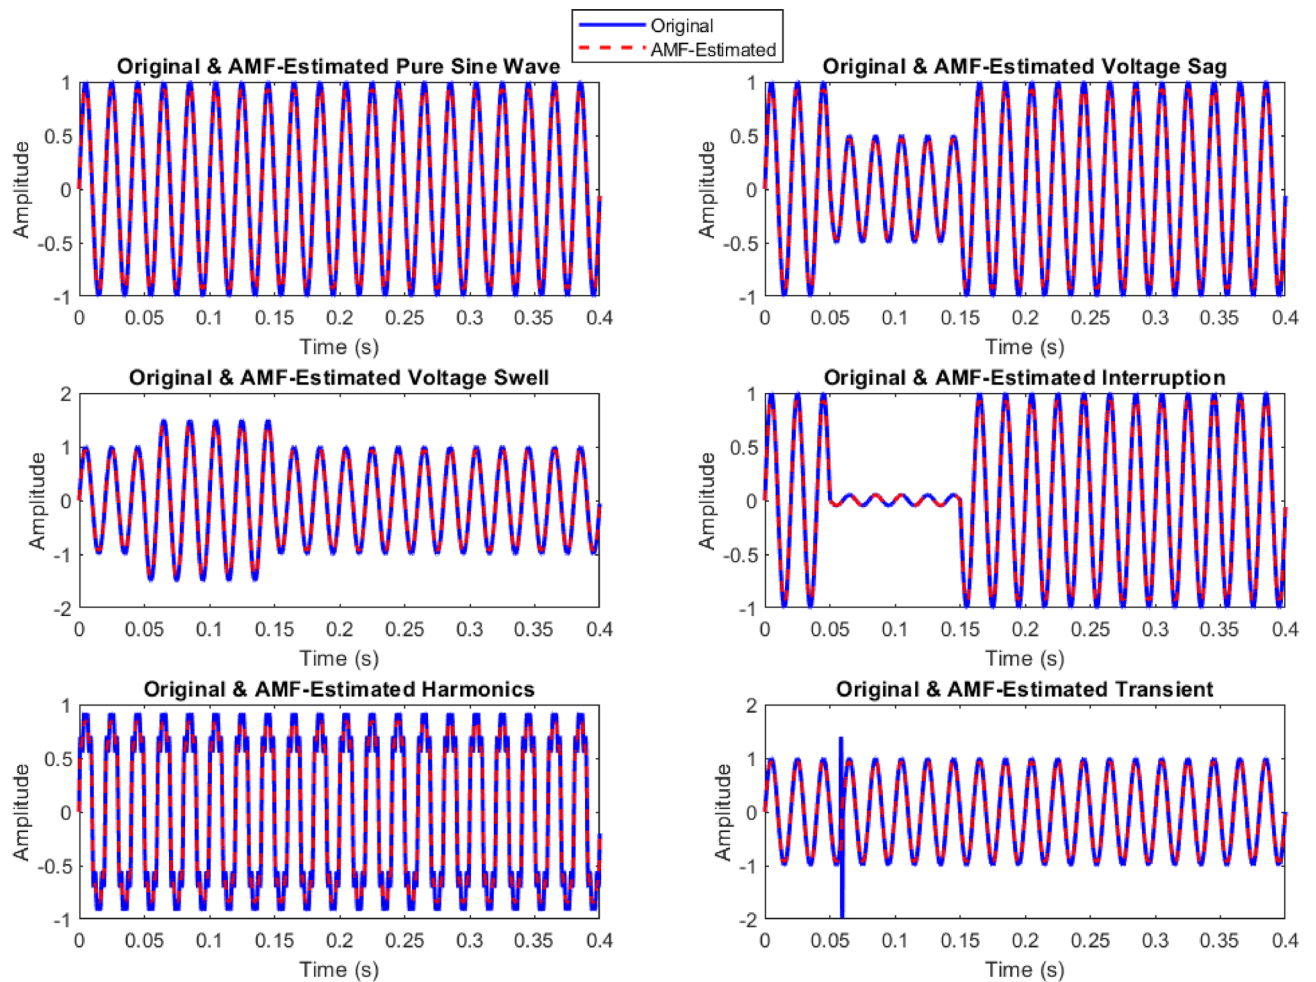 Original
AMF-Estimated
Original & AMF-Estimated Pure Sine Wave
1
0.5
0
-0.5
-1
Amplitude
0 0.05 0.1 0.15 0.2 0.25 0.3 0.35 0.4
Time (s)
Original & AMF-Estimated Voltage Sag
1
0.5
0
-0.5
-1
Amplitude
0 0.05 0.1 0.15 0.2 0.25 0.3 0.35 0.4
Time (s)
Original & AMF-Estimated Voltage Swell
2
1
0
-1
-2
Amplitude
0 0.05 0.1 0.15 0.2 0.25 0.3 0.35 0.4
Time (s)
Original & AMF-Estimated Interruption
1
0.5
0
-0.5
-1
Amplitude
0 0.05 0.1 0.15 0.2 0.25 0.3 0.35 0.4
Time (s)
Original & AMF-Estimated Harmonics
1
0.5
0
-0.5
-1
Amplitude
0 0.05 0.1 0.15 0.2 0.25 0.3 0.35 0.4
Time (s)
Original & AMF-Estimated Transient
2
1
0
-1
-2
Amplitude
0 0.05 0.1 0.15 0.2 0.25 0.3 0.35 0.4
Time (s)